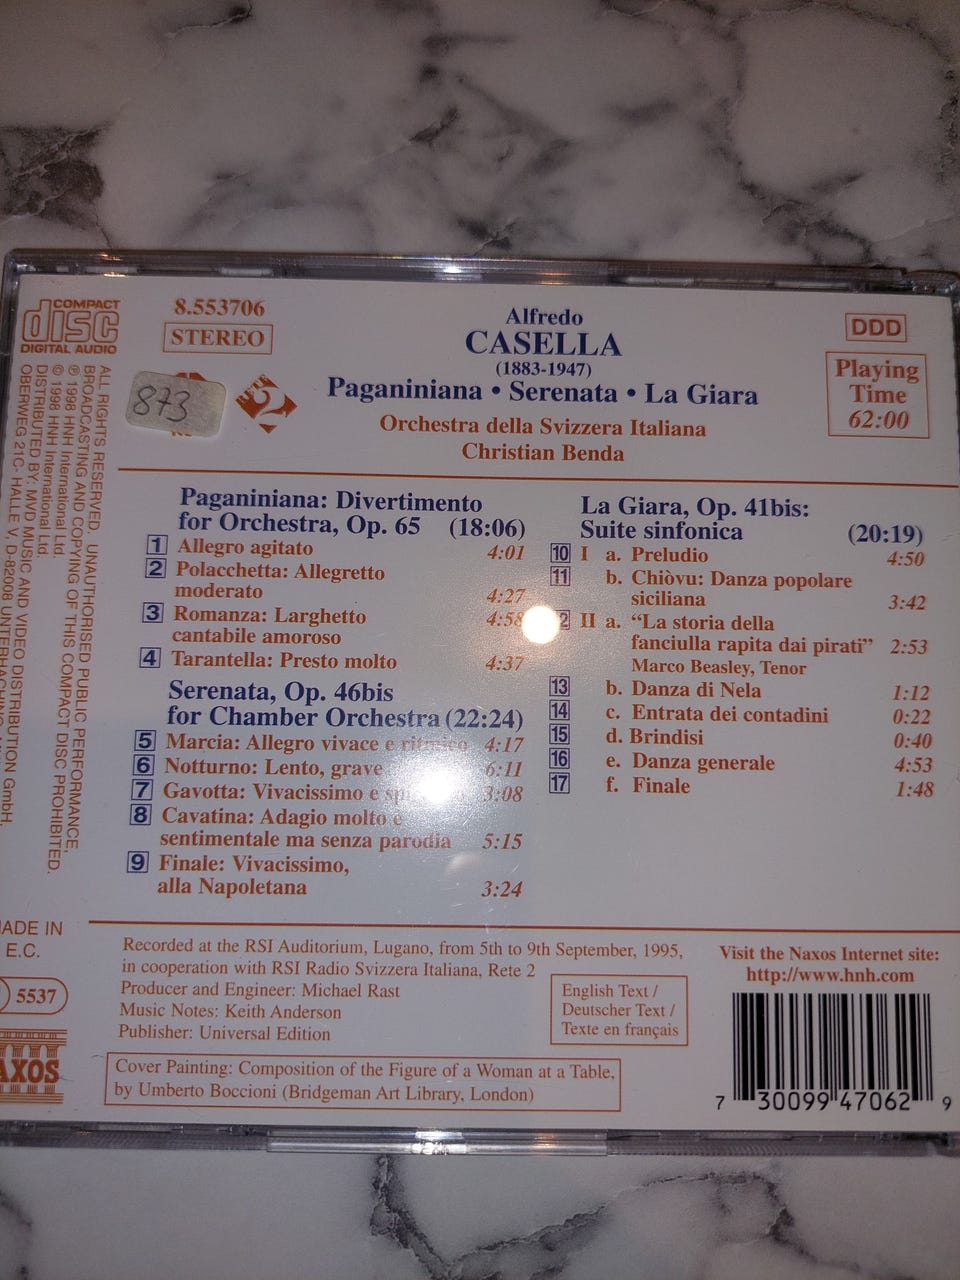 COMPACT
disc
DIGITAL AUDIO
8.553706
STEREO
873
RETE
2
Alfredo
CASELLA
(1883-1947)
Paganiniana • Serenata • La Giara
Orchestra della Svizzera Italiana
Christian Benda
DDD
Playing
Time
62:00
ALL RIGHTS RESERVED. UNAUTHORISED PUBLIC PERFORMANCE,
BROADCASTING AND COPYING OF THIS COMPACT DISC PROHIBITED.
℗ 1998 HNH International Ltd.
© 1998 HNH International Ltd.
DISTRIBUTED BY: MVD MUSIC AND VIDEO DISTRIBUTION GmbH,
OBERWEG 21C- HALLE V, D-82008 UNTERHACHING
Paganiniana: Divertimento
for Orchestra, Op. 65 (18:06)
1 Allegro agitato 4:01
2 Polacchetta: Allegretto
moderato 4:27
3 Romanza: Larghetto 4:58
cantabile amoroso
4 Tarantella: Presto molto 4:37
Serenata, Op. 46bis
for Chamber Orchestra (22:24)
5 Marcia: Allegro vivace e ritmico 4:17
6 Notturno: Lento, grave 6:11
7 Gavotta: Vivacissimo e 3:08
8 Cavatina: Adagio molto e
sentimentale ma senza parodia 5:15
9 Finale: Vivacissimo,
alla Napoletana 3:24
La Giara, Op. 41bis:
Suite sinfonica (20:19)
10 I a. Preludio 4:50
11 b. Chiòvu: Danza popolare
siciliana 3:42
II a. “La storia della
fanciulla rapita dai pirati” 2:53
Marco Beasley, Tenor
13 b. Danza di Nela 1:12
14 c. Entrata dei contadini 0:22
15 d. Brindisi 0:40
16 e. Danza generale 4:53
17 f. Finale 1:48
ADE IN
E.C.
5537
AXOS
Recorded at the RSI Auditorium, Lugano, from 5th to 9th September, 1995,
in cooperation with RSI Radio Svizzera Italiana, Rete 2
Producer and Engineer: Michael Rast
Music Notes: Keith Anderson
Publisher: Universal Edition
English Text /
Deutscher Text /
Texte en français
Cover Painting: Composition of the Figure of a Woman at a Table,
by Umberto Boccioni (Bridgeman Art Library, London)
Visit the Naxos Internet site:
http://www.hnh.com
7 30099 47062 9